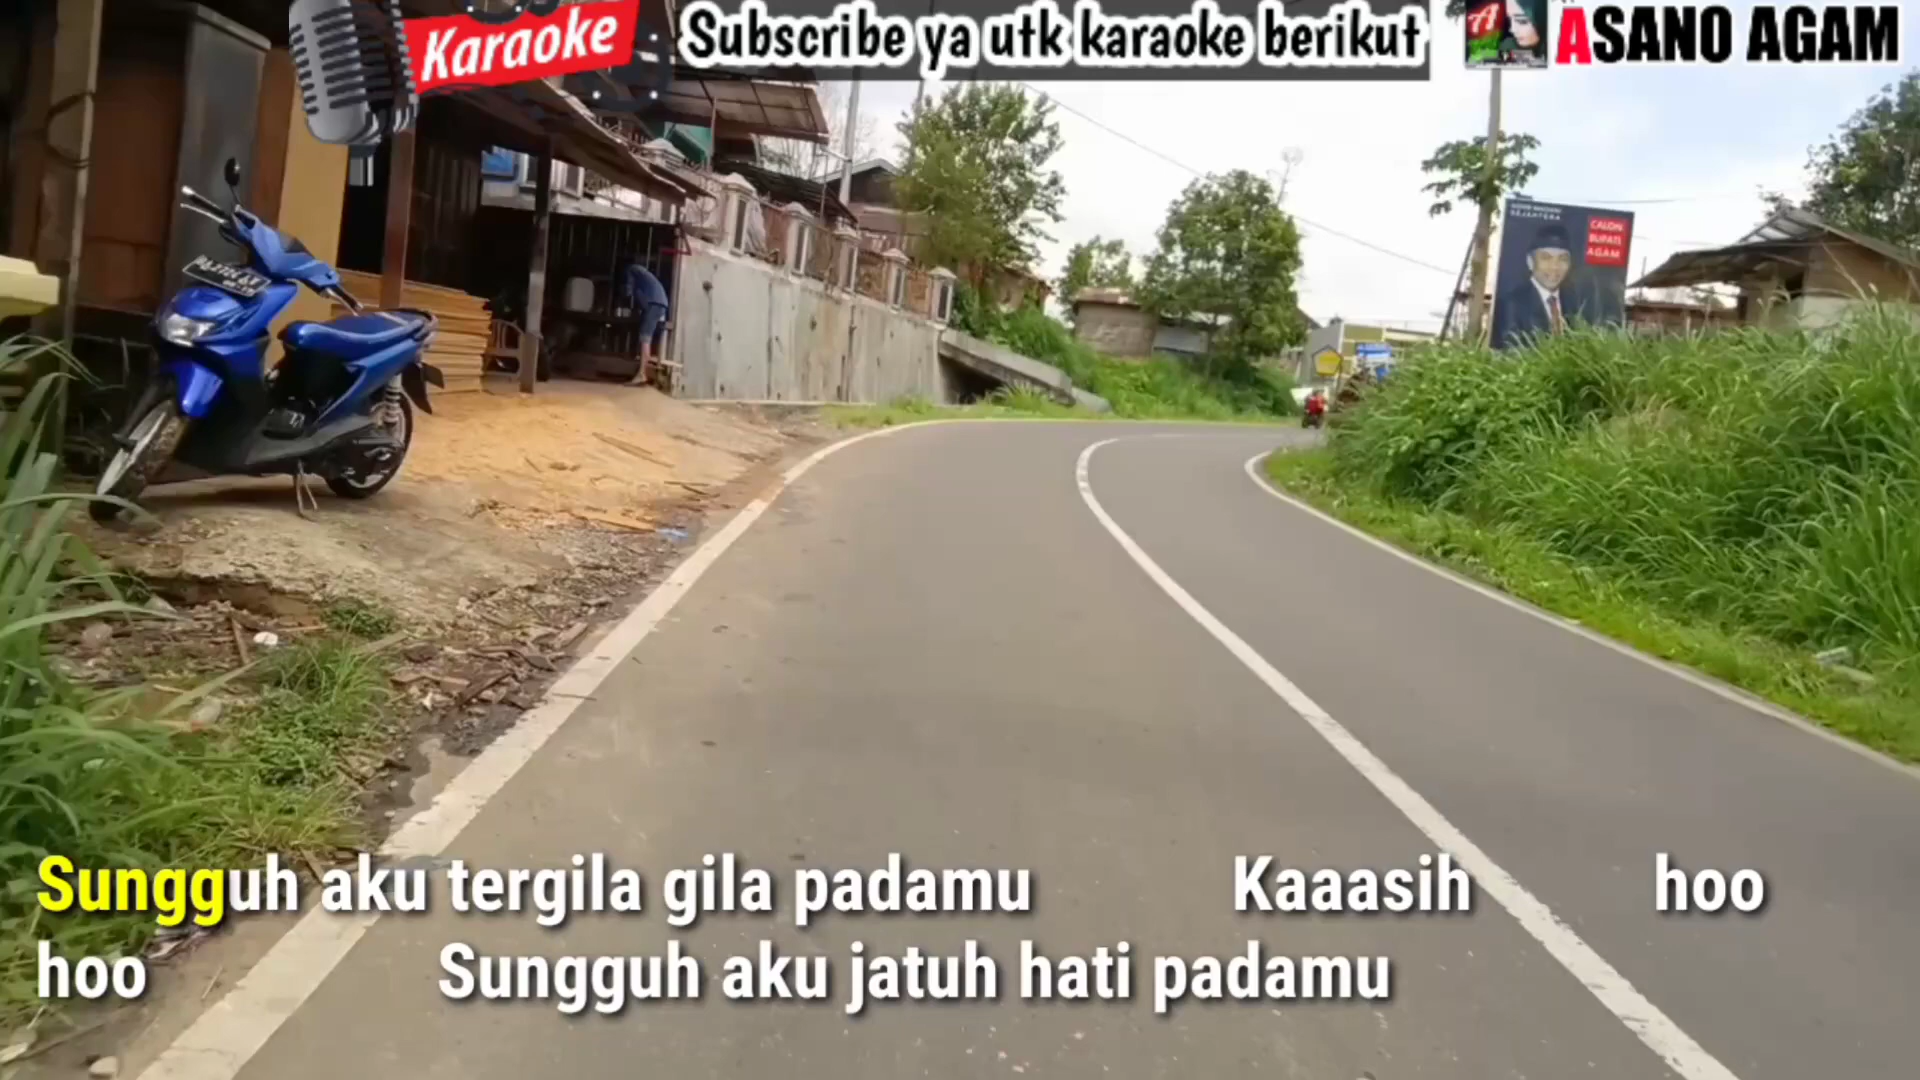 Karaoke
Subscribe ya utk karaoke berikut
ASANO AGAM
CALON
BUPATI
AGAM
Sungguh aku tergila gila padamu Kaaasih hoo
hoo Sungguh aku jatuh hati padamu